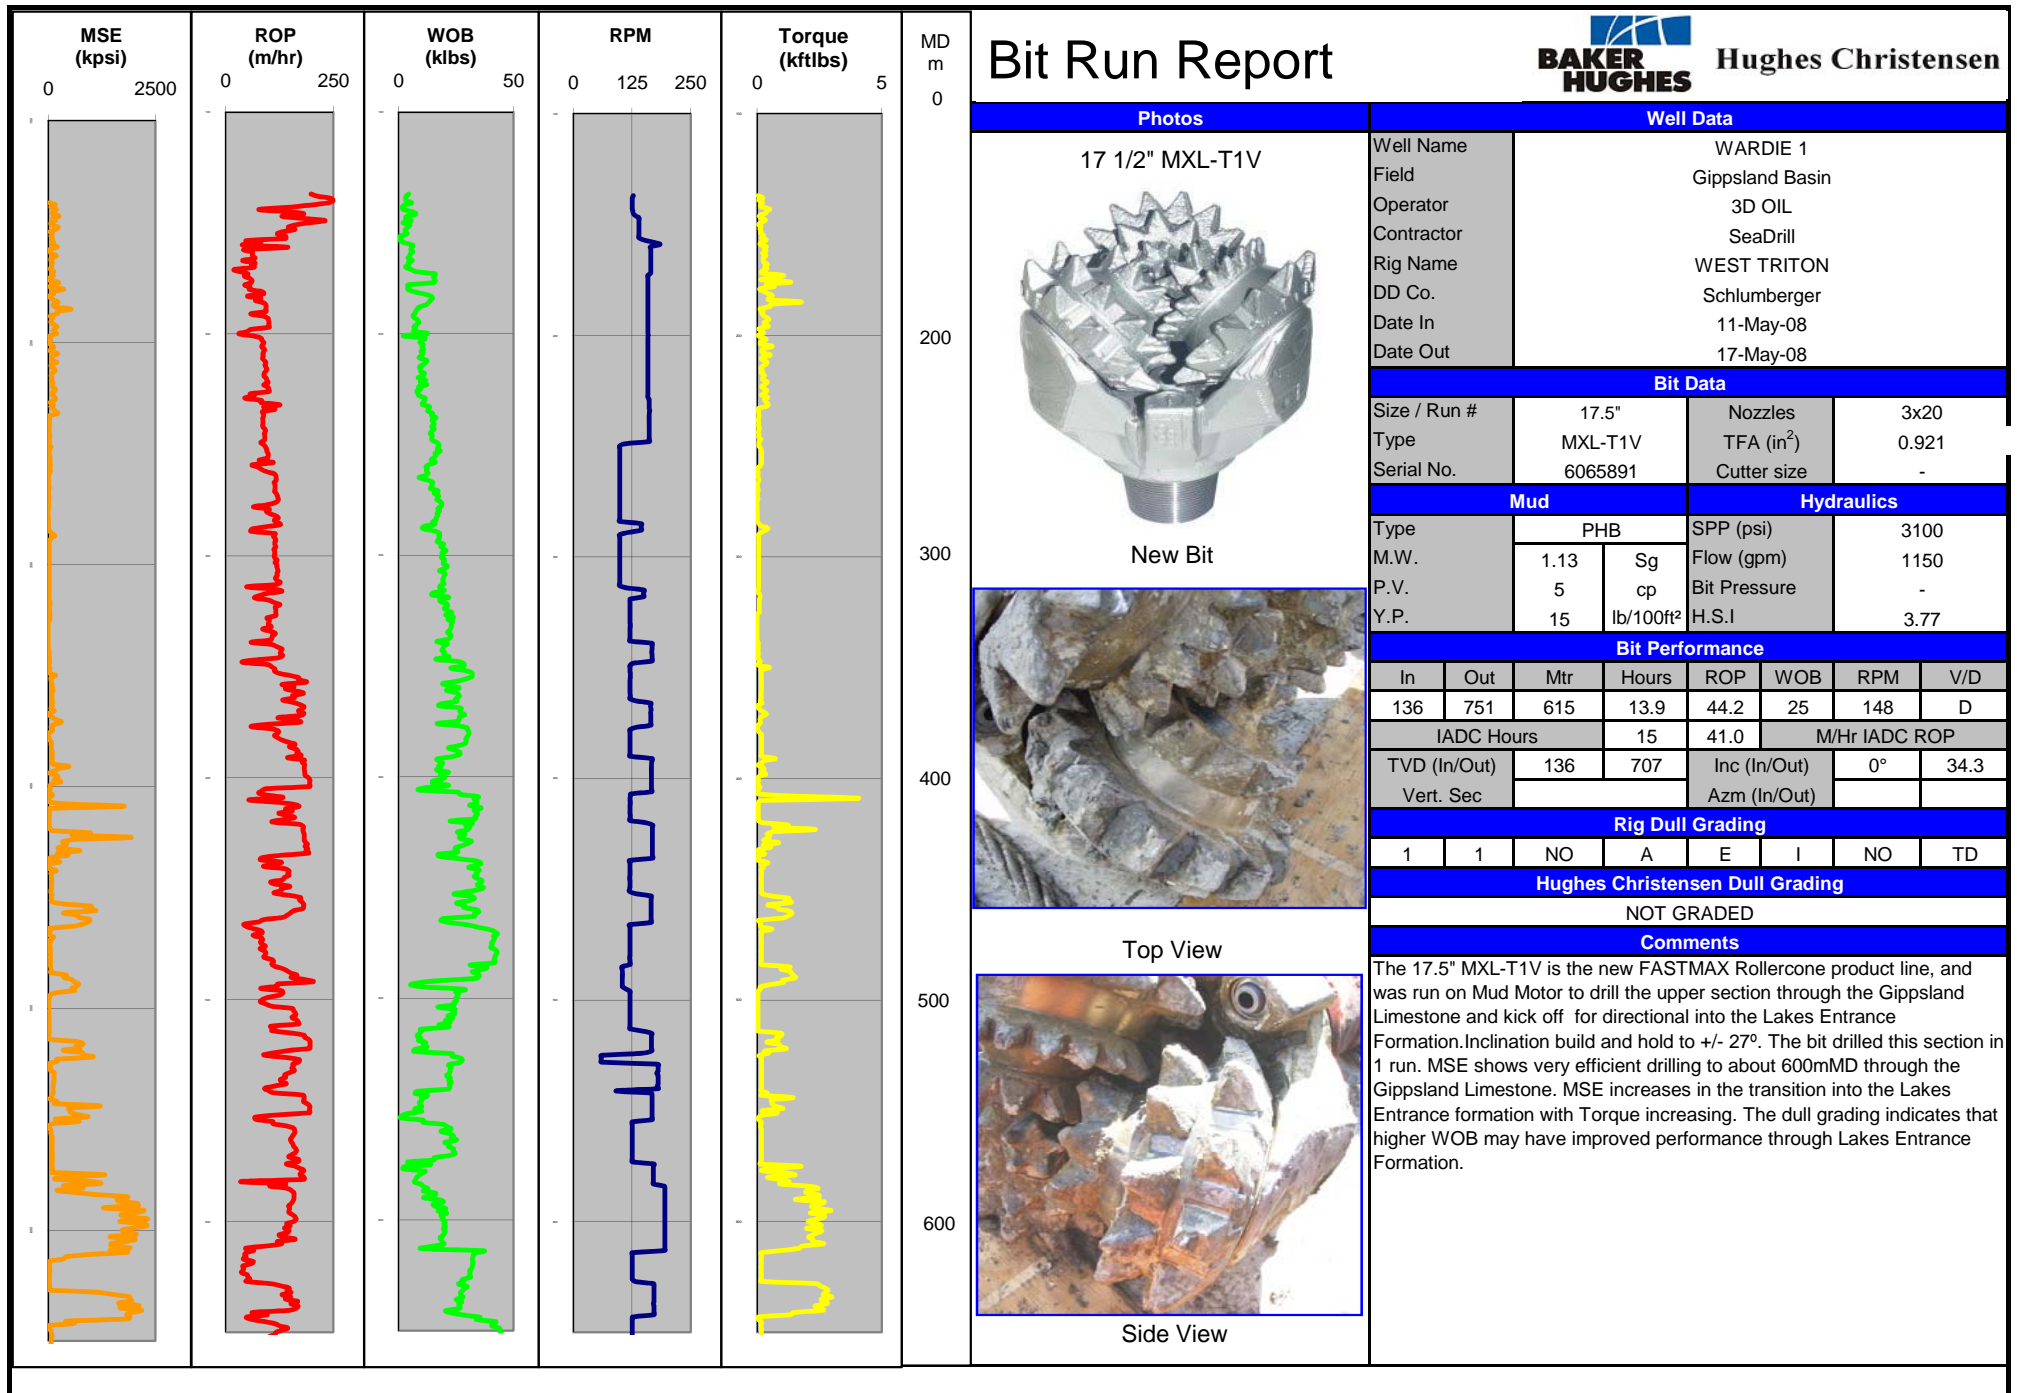 MSE
(kpsi)
0 2500
ROP
(m/hr)
0 250
WOB
(klbs)
0 50
RPM
0 125 250
Torque
(kftlbs)
0 5
MD
m
0
200
300
400
500
600
Bit Run Report
BAKER
HUGHES
Hughes Christensen
Photos
17 1/2" MXL-T1V
New Bit
Top View
Side View
Well Data
Well Name WARDIE 1
Field Gippsland Basin
Operator 3D OIL
Contractor SeaDrill
Rig Name WEST TRITON
DD Co. Schlumberger
Date In 11-May-08
Date Out 17-May-08
Bit Data
Size / Run # 17.5" Nozzles 3x20
Type MXL-T1V TFA (in²) 0.921
Serial No. 6065891 Cutter size -
Mud Hydraulics
Type PHB SPP (psi) 3100
M.W. 1.13 Sg Flow (gpm) 1150
P.V. 5 cp Bit Pressure -
Y.P. 15 lb/100ft² H.S.I 3.77
Bit Performance
In Out Mtr Hours ROP WOB RPM V/D
136 751 615 13.9 44.2 25 148 D
IADC Hours 15 41.0 M/Hr IADC ROP
TVD (In/Out) 136 707 Inc (In/Out) 0° 34.3
Vert. Sec Azm (In/Out)
Rig Dull Grading
1 1 NO A E I NO TD
Hughes Christensen Dull Grading
NOT GRADED
Comments
The 17.5" MXL-T1V is the new FASTMAX Rollercone product line, and
was run on Mud Motor to drill the upper section through the Gippsland
Limestone and kick off  for directional into the Lakes Entrance
Formation.Inclination build and hold to +/- 27º. The bit drilled this section in
1 run. MSE shows very efficient drilling to about 600mMD through the
Gippsland Limestone. MSE increases in the transition into the Lakes
Entrance formation with Torque increasing. The dull grading indicates that
higher WOB may have improved performance through Lakes Entrance
Formation.